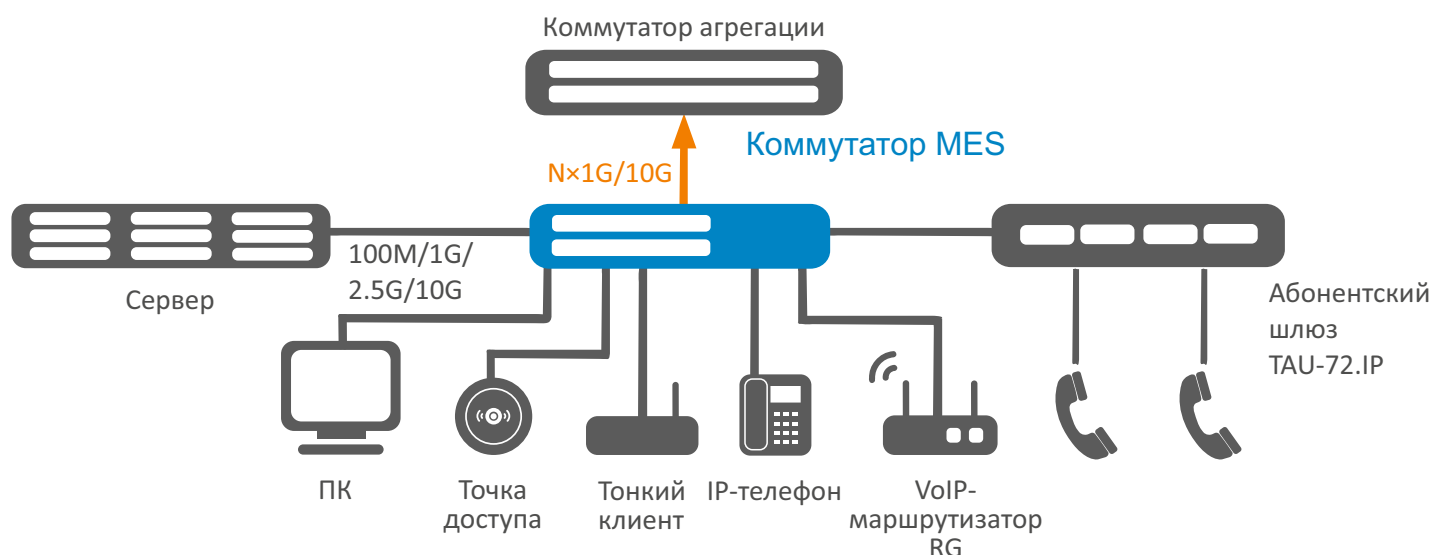 Коммутатор агрегации
Коммутатор MES
N×1G/10G
100M/1G/
2.5G/10G
Сервер
Абонентский
шлюз
TAU-72.IP
ПК
Точка
доступа
Тонкий
клиент
IP-телефон
VoIP-
маршрутизатор
RG